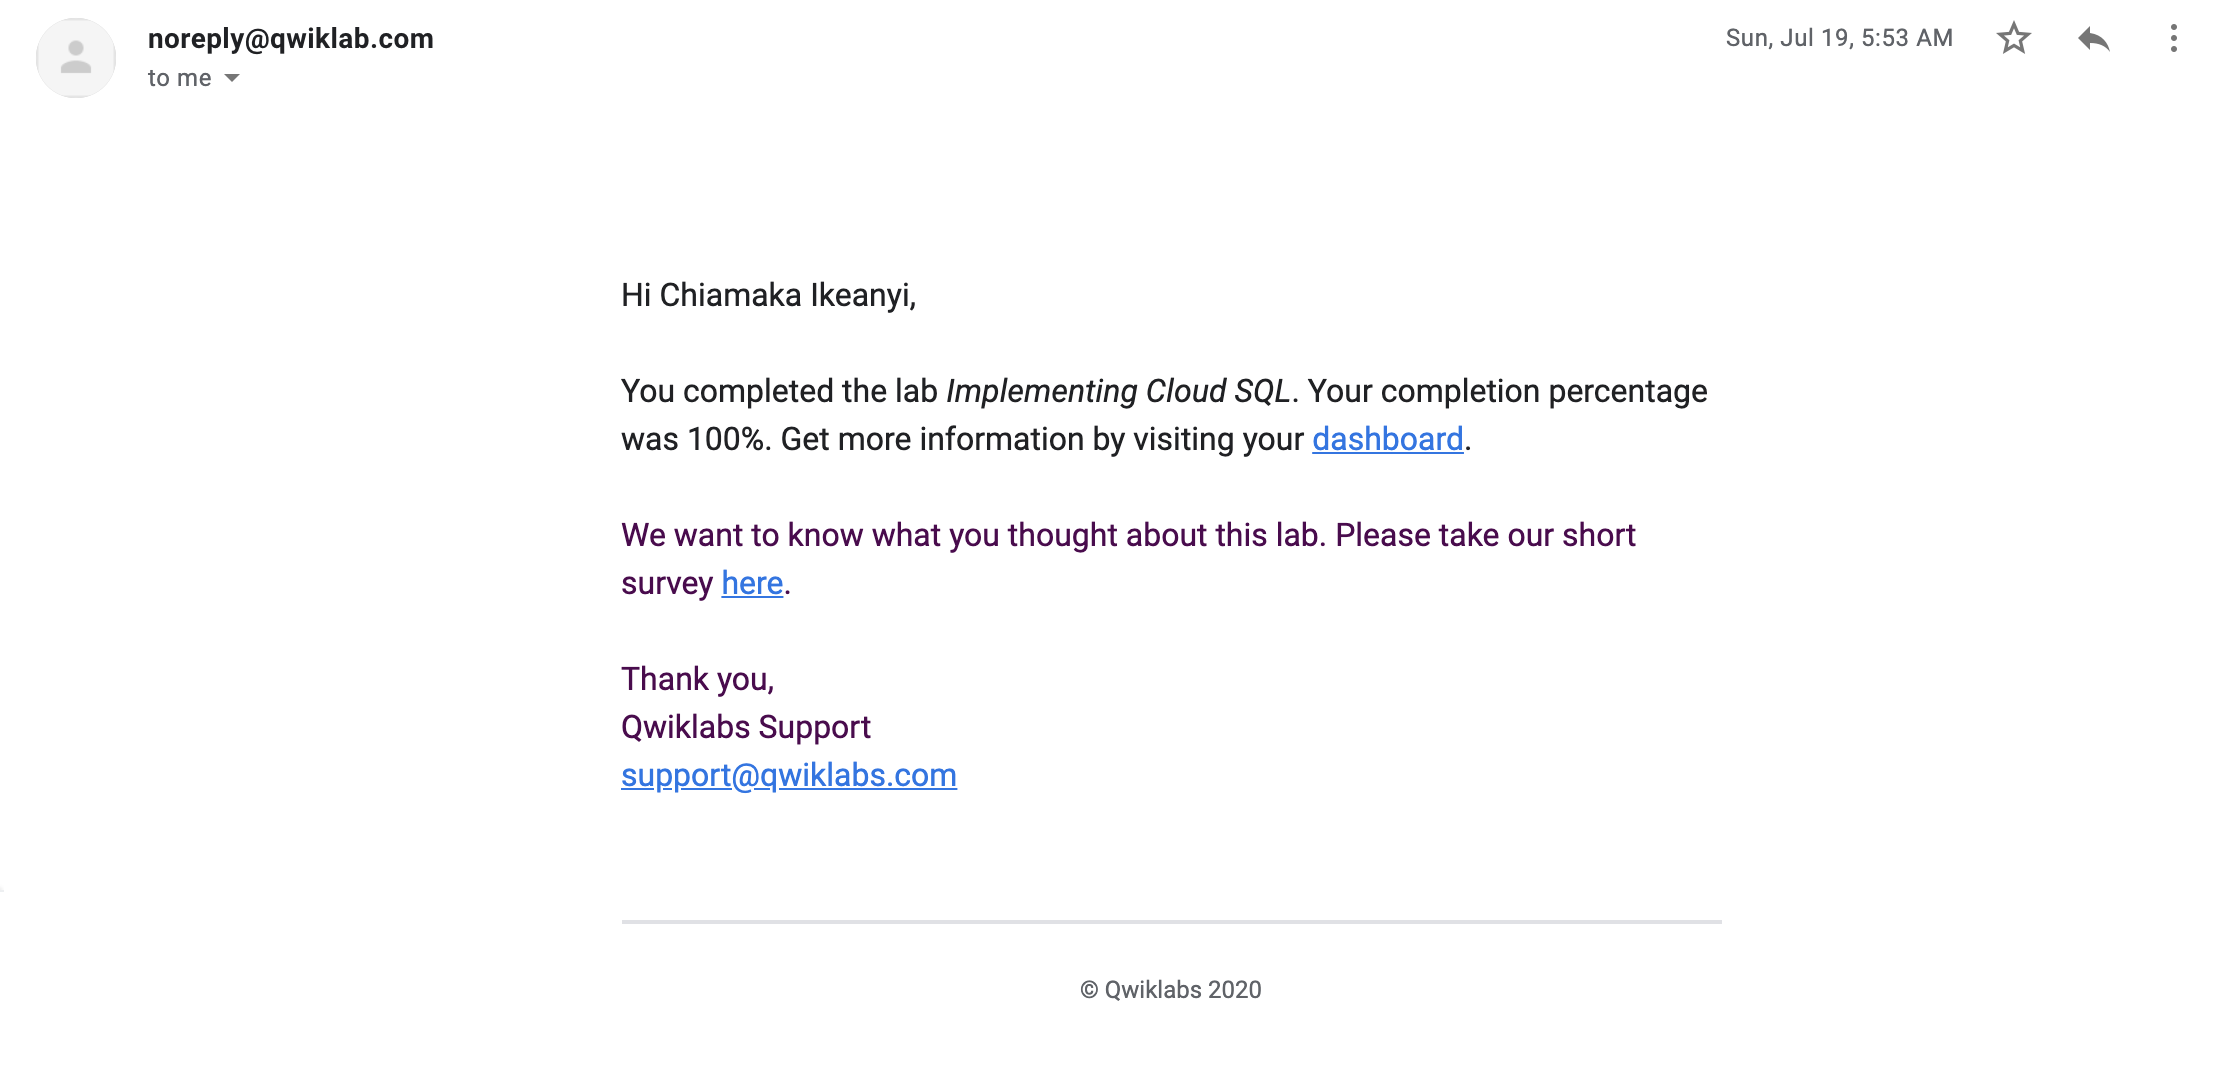 noreply@qwiklab.com
Sun, Jul 19, 5:53 AM
to me
Hi Chiamaka Ikeanyi,
You completed the lab Implementing Cloud SQL. Your completion percentage
was 100%. Get more information by visiting your dashboard.
We want to know what you thought about this lab. Please take our short
survey here.
Thank you,
Qwiklabs Support
support@qwiklabs.com
© Qwiklabs 2020